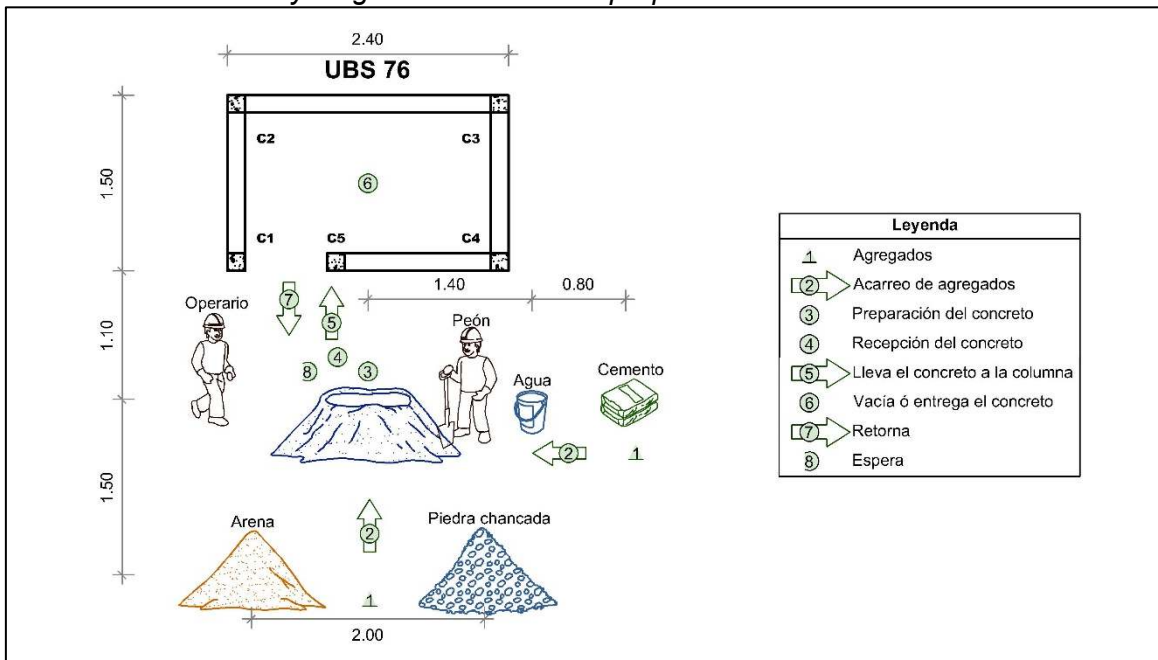 2.40
UBS 76
C2
C3
6
1.50
C1
C5
C4
1.40
0.80
7
Operario
5
Peón
1.10
4
8
3
Agua
Cemento
2
1
1.50
Arena
2
Piedra chancada
1
2.00
Leyenda
1 Agregados
2 Acarreo de agregados
3 Preparación del concreto
4 Recepción del concreto
5 Lleva el concreto a la columna
6 Vacía ó entrega el concreto
7 Retorna
8 Espera